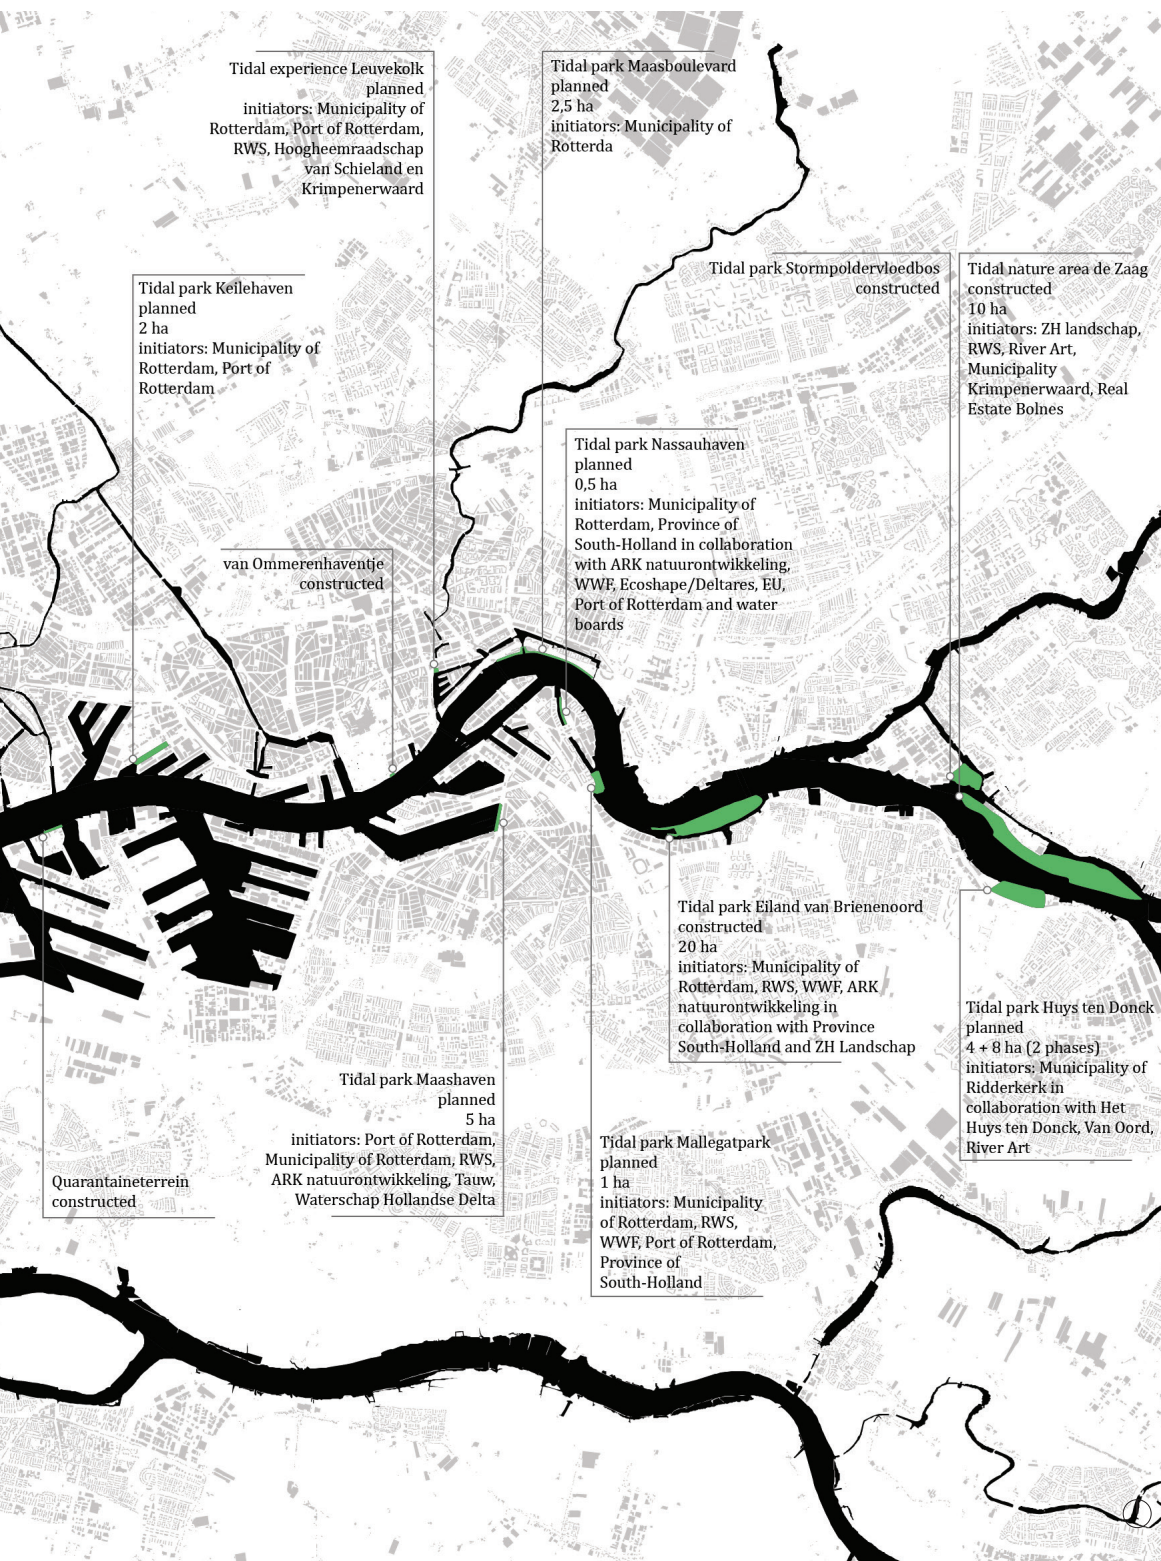 Tidal experience Leuvekolk
planned
initiators: Municipality of
Rotterdam, Port of Rotterdam,
RWS, Hoogheemraadschap
van Schieland en
Krimpenerwaard
Tidal park Maasboulevard
planned
2,5 ha
initiators: Municipality of
Rotterda
Tidal park Stormpoldervloedbos
constructed
Tidal nature area de Zaag
constructed
10 ha
initiators: ZH landschap,
RWS, River Art,
Municipality
Krimpenerwaard, Real
Estate Bolnes
Tidal park Keilehaven
planned
2 ha
initiators: Municipality of
Rotterdam, Port of
Rotterdam
Tidal park Nassauhaven
planned
0,5 ha
initiators: Municipality of
Rotterdam, Province of
South-Holland in collaboration
with ARK natuurontwikkeling,
WWF, Ecoshape/Deltares, EU,
Port of Rotterdam and water
boards
van Ommerenhaventje
constructed
Tidal park Eiland van Brienenoord
constructed
20 ha
initiators: Municipality of
Rotterdam, RWS, WWF, ARK
natuurontwikkeling in
collaboration with Province
South-Holland and ZH Landschap
Tidal park Huys ten Donck
planned
4 + 8 ha (2 phases)
initiators: Municipality of
Ridderkerk in
collaboration with Het
Huys ten Donck, Van Oord,
River Art
Tidal park Maashaven
planned
5 ha
initiators: Port of Rotterdam,
Municipality of Rotterdam, RWS,
ARK natuurontwikkeling, Tauw,
Waterschap Hollandse Delta
Tidal park Mallegatpark
planned
1 ha
initiators: Municipality
of Rotterdam, RWS,
WWF, Port of Rotterdam,
Province of
South-Holland
Quarantaineterrein
constructed